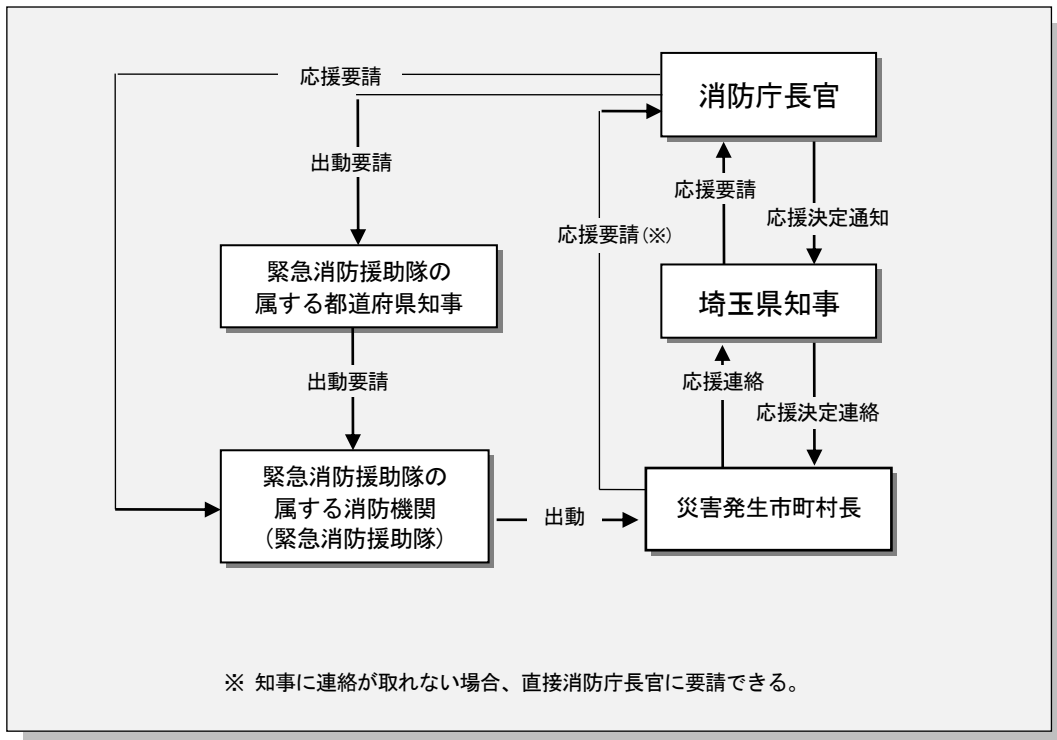 応援要請
消防庁長官
出動要請
応援要請
応援決定通知
応援要請(※)
緊急消防援助隊の
属する都道府県知事
埼玉県知事
出動要請
応援連絡
応援決定連絡
緊急消防援助隊の
属する消防機関
(緊急消防援助隊)
出動
災害発生市町村長
※ 知事に連絡が取れない場合、直接消防庁長官に要請できる。